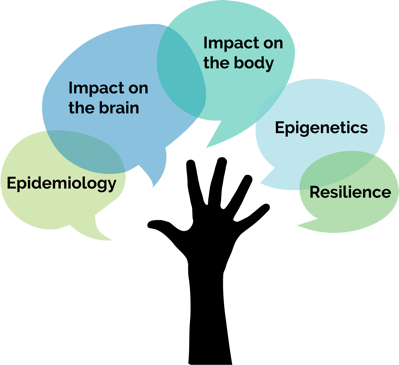 Epidemiology
Impact on
the brain
Impact on
the body
Epigenetics
Resilience